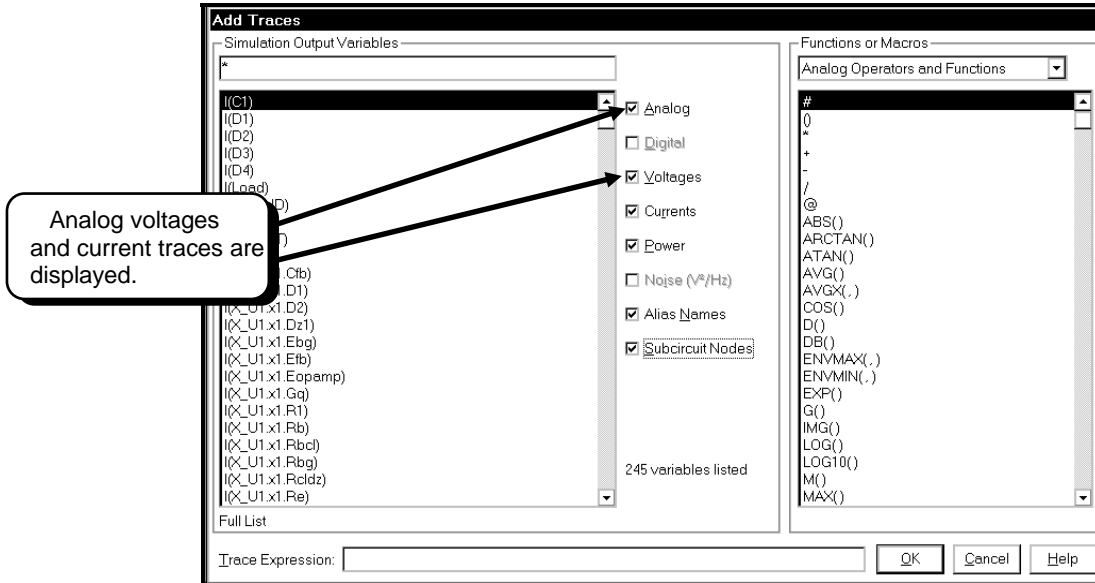 Add Traces
Simulation Output Variables
*
I(C1)
I(D1)
I(D2)
I(D3)
I(D4)
I(Load)
D)
)
.Cfb)
.D1)
I(X_U1.x1.D2)
I(X_U1.x1.Dz1)
I(X_U1.x1.Ebg)
I(X_U1.x1.Efb)
I(X_U1.x1.Eopamp)
I(X_U1.x1.Gq)
I(X_U1.x1.R1)
I(X_U1.x1.Rb)
I(X_U1.x1.Rbcl)
I(X_U1.x1.Rbg)
I(X_U1.x1.Rcldz)
I(X_U1.x1.Re)
Full List
Analog voltages
and current traces are
displayed.
Analog
Digital
Voltages
Currents
Power
Noise (V²/Hz)
Alias Names
Subcircuit Nodes
245 variables listed
Functions or Macros
Analog Operators and Functions
#
()
*
+
-
/
@
ABS()
ARCTAN()
ATAN()
AVG()
AVGX(,)
COS()
D()
DB()
ENVMAX(,)
ENVMIN(,)
EXP()
G()
IMG()
LOG()
LOG10()
M()
MAX()
Trace Expression:
OK
Cancel
Help